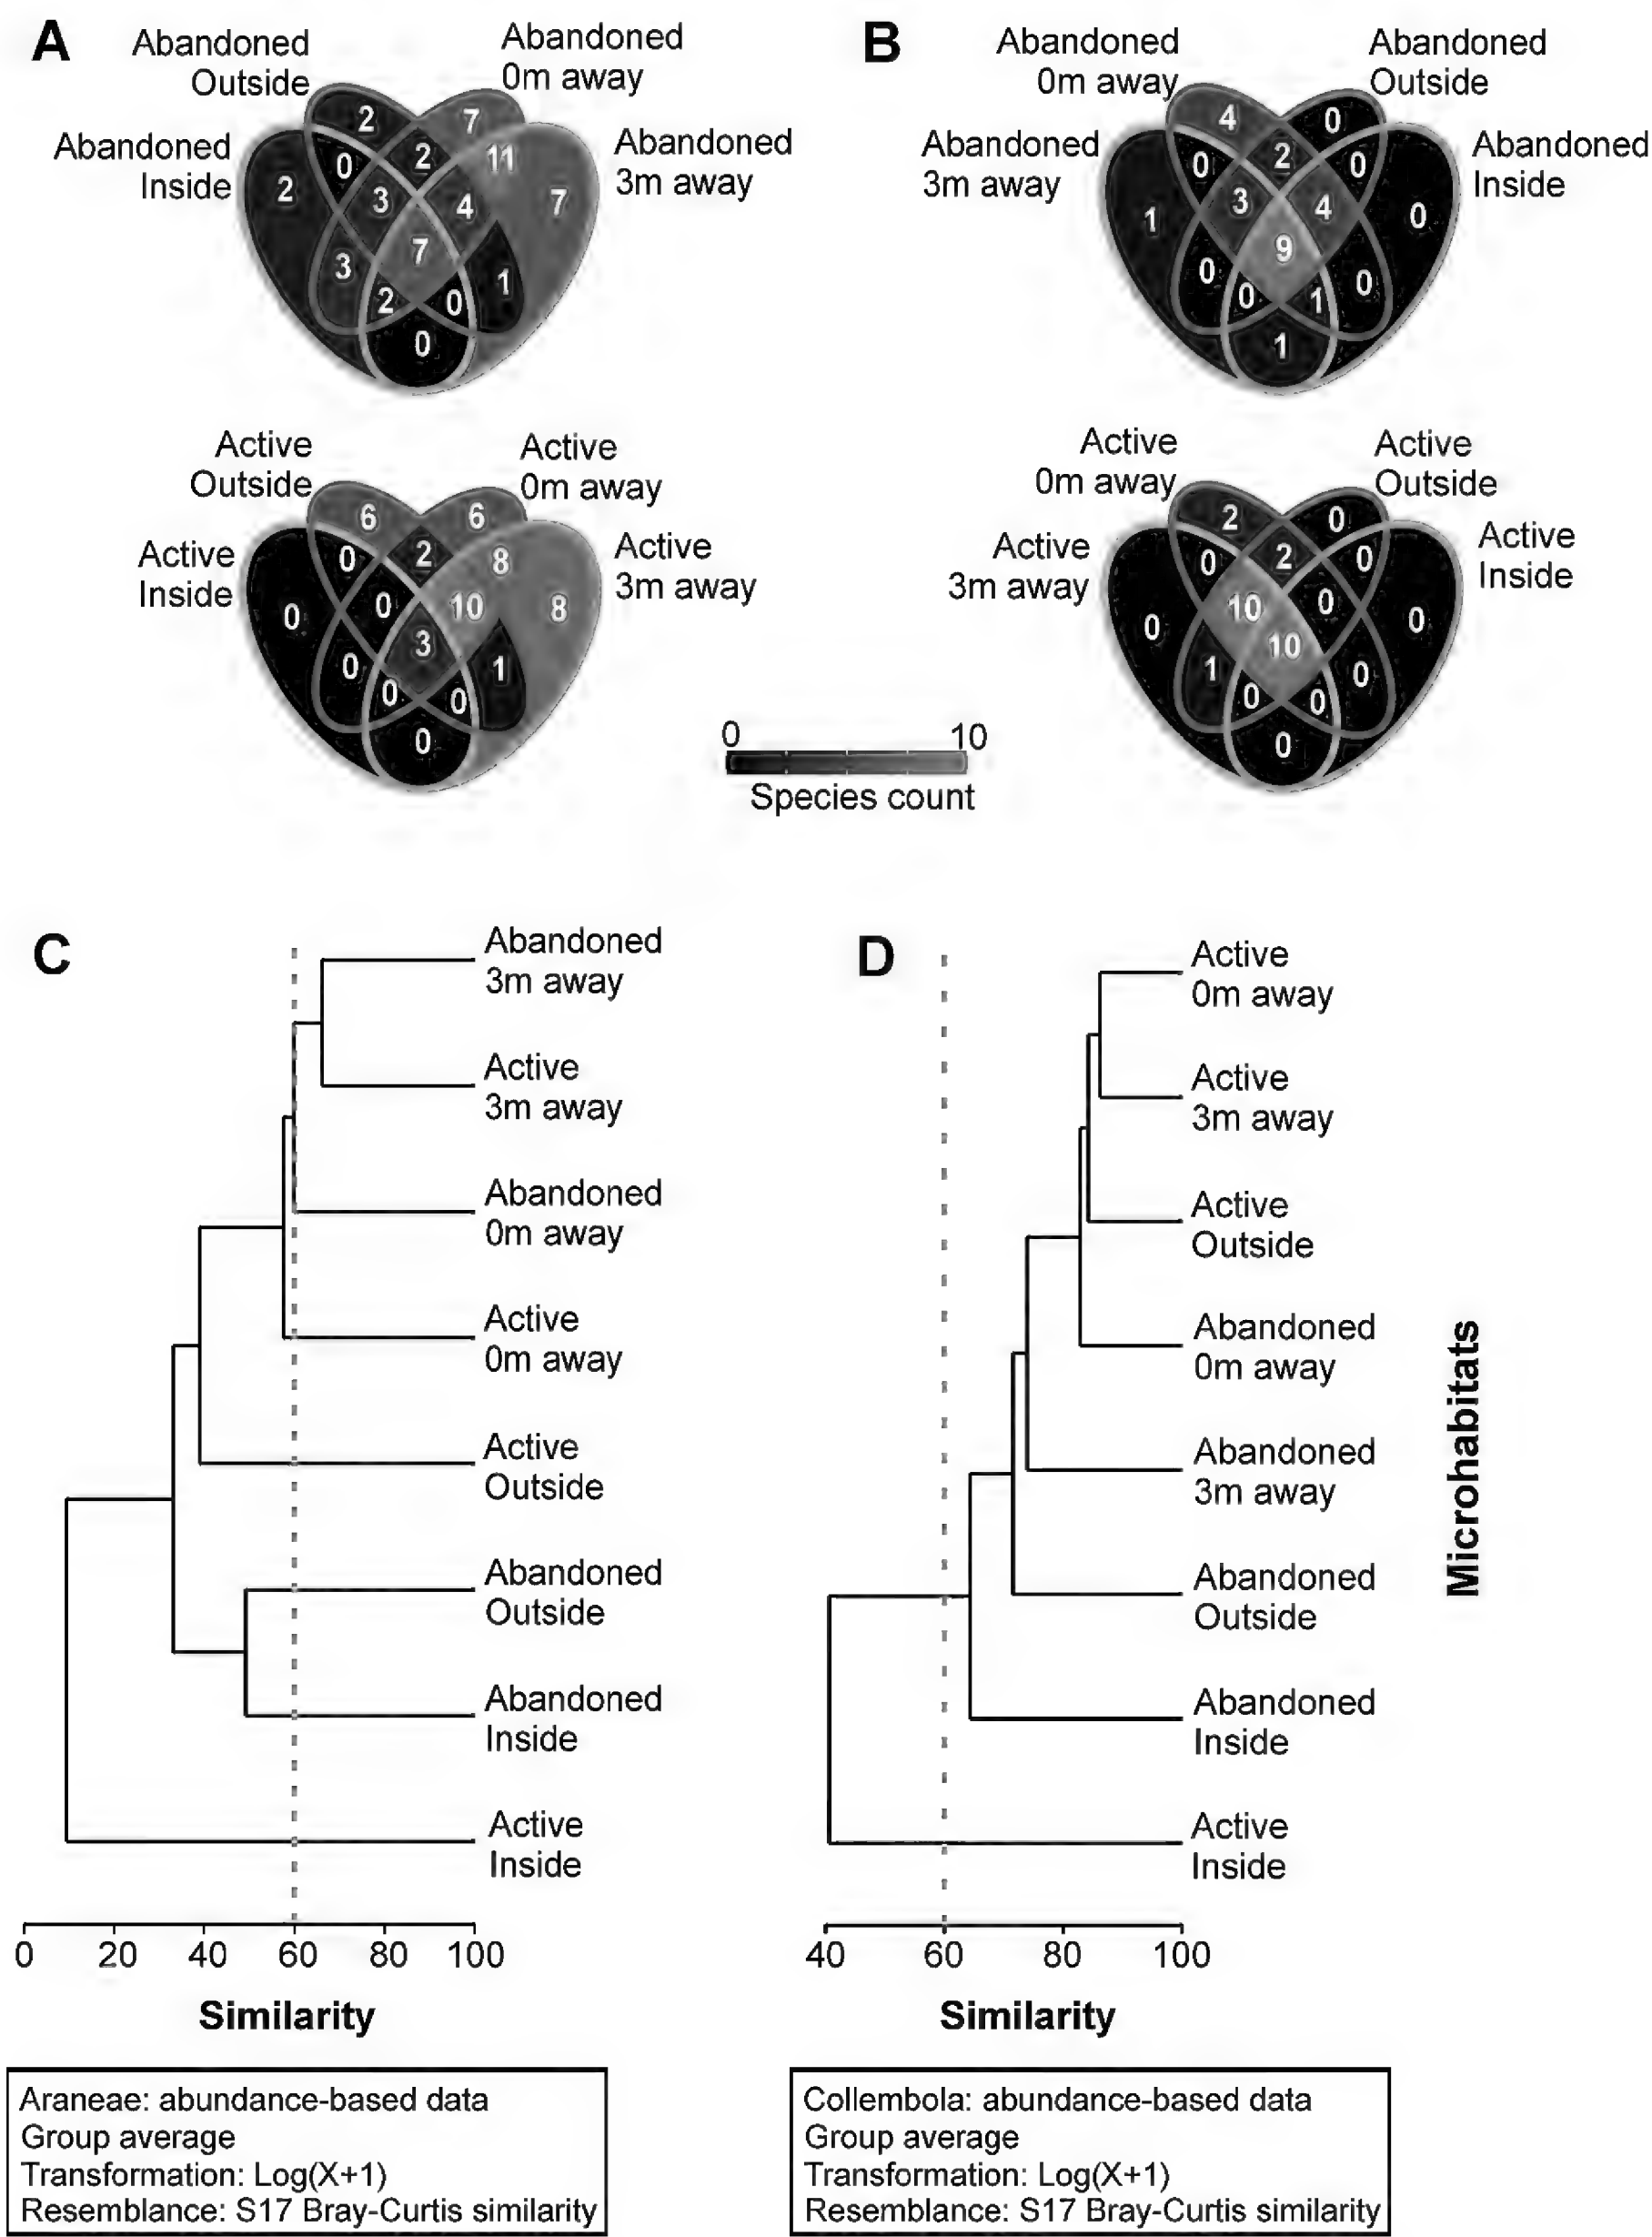 A
Abandoned
Outside
Abandoned
0m away
Abandoned
Inside
Abandoned
3m away
2
7
2
0
2
11
7
3
4
3
7
1
2
0
0
Active
Outside
Active
0m away
Active
Inside
Active
3m away
6
6
0
0
2
8
8
0
10
0
3
1
0
0
0
B
Abandoned
0m away
Abandoned
Outside
Abandoned
3m away
Abandoned
Inside
4
0
1
0
2
0
0
3
4
0
9
0
0
1
1
Active
0m away
Active
Outside
Active
3m away
Active
Inside
2
0
0
0
2
0
0
10
0
1
10
0
0
0
0
0 10
Species count
C
Abandoned
3m away
Active
3m away
Abandoned
0m away
Active
0m away
Active
Outside
Abandoned
Outside
Abandoned
Inside
Active
Inside
0 20 40 60 80 100
Similarity
Araneae: abundance-based data
Group average
Transformation: Log(X+1)
Resemblance: S17 Bray-Curtis similarity
D
Active
0m away
Active
3m away
Active
Outside
Abandoned
0m away
Abandoned
3m away
Abandoned
Outside
Abandoned
Inside
Active
Inside
Microhabitats
40 60 80 100
Similarity
Collembola: abundance-based data
Group average
Transformation: Log(X+1)
Resemblance: S17 Bray-Curtis similarity